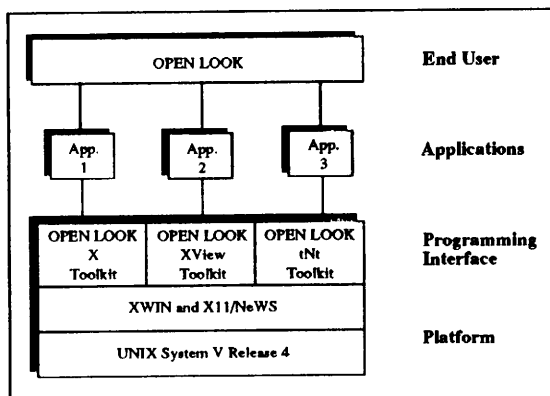 OPEN LOOK
End User
App.
1
App.
2
App.
3
Applications
OPEN LOOK
X
Toolkit
OPEN LOOK
XView
Toolkit
OPEN LOOK
tNt
Toolkit
Programming
Interface
XWIN and X11/NeWS
UNIX System V Release 4
Platform